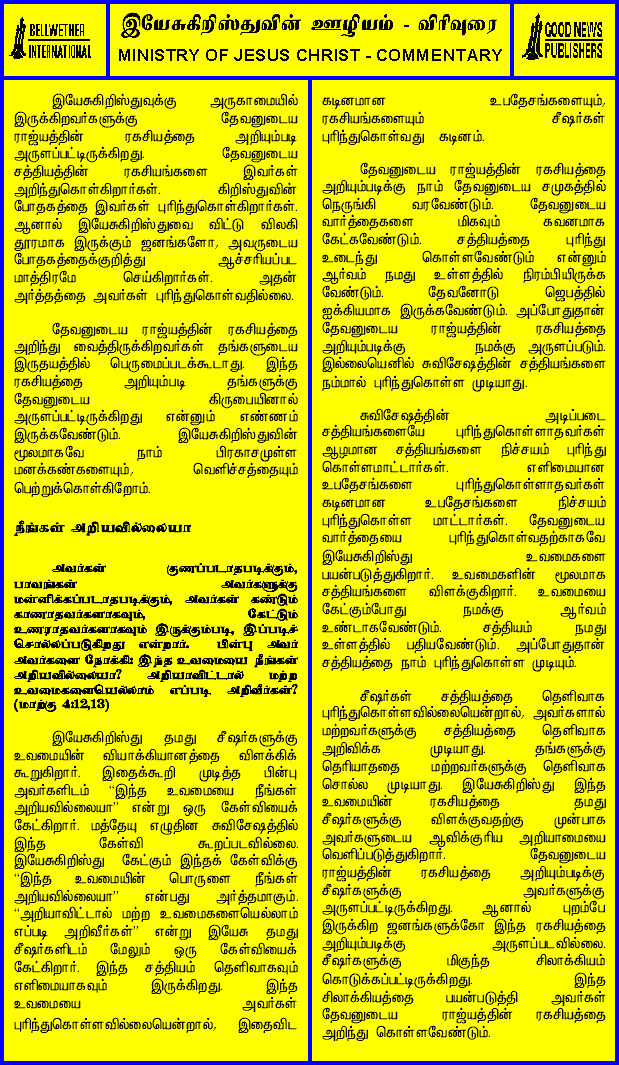 BELLWETHER
INTERNATIONAL
இயேசுகிறிஸ்துவின் ஊழியம் - விரிவுரை
MINISTRY OF JESUS CHRIST - COMMENTARY
GOOD NEWS
PUBLISHERS
இயேசுகிறிஸ்துவுக்கு அருகாமையில்
இருக்கிறவர்களுக்கு தேவனுடைய
ராஜ்யத்தின் ரகசியத்தை அறியும்படி
அருளப்பட்டிருக்கிறது. தேவனுடைய
சத்தியத்தின் ரகசியங்களை இவர்கள்
அறிந்துகொள்கிறார்கள். கிறிஸ்துவின்
போதகத்தை இவர்கள் புரிந்துகொள்கிறார்கள்.
ஆனால் இயேசுகிறிஸ்துவை விட்டு விலகி
தூரமாக இருக்கும் ஜனங்களோ, அவருடைய
போதகத்தைக்குறித்து ஆச்சரியப்பட
மாத்திரமே செய்கிறார்கள். அதன்
அர்த்தத்தை அவர்கள் புரிந்துகொள்வதில்லை.
தேவனுடைய ராஜ்யத்தின் ரகசியத்தை
அறிந்து வைத்திருக்கிறவர்கள் தங்களுடைய
இருதயத்தில் பெருமைப்படக்கூடாது. இந்த
ரகசியத்தை அறியும்படி தங்களுக்கு
தேவனுடைய கிருபையினால்
அருளப்பட்டிருக்கிறது என்னும் எண்ணம்
இருக்கவேண்டும். இயேசுகிறிஸ்துவின்
மூலமாகவே நாம் பிரகாசமுள்ள
மனக்கண்களையும், வெளிச்சத்தையும்
பெற்றுக்கொள்கிறோம்.
நீங்கள் அறியவில்லையா
அவர்கள் குணப்படாதபடிக்கும்,
பாவங்கள் அவர்களுக்கு
மன்னிக்கப்படாதபடிக்கும், அவர்கள் கண்டும்
காணாதவர்களாகவும், கேட்டும்
உணராதவர்களாகவும் இருக்கும்படி, இப்படிச்
சொல்லப்படுகிறது என்றார். பின்பு அவர்
அவர்களை நோக்கி: இந்த உவமையை நீங்கள்
அறியவில்லையா? அறியாவிட்டால் மற்ற
உவமைகளையெல்லாம் எப்படி அறிவீர்கள்?
(மாற்கு 4:12,13)
இயேசுகிறிஸ்து தமது சீஷர்களுக்கு
உவமையின் வியாக்கியானத்தை விளக்கிக்
கூறுகிறார். இதைக்கூறி முடித்த பின்பு
அவர்களிடம் “இந்த உவமையை நீங்கள்
அறியவில்லையா” என்று ஒரு கேள்வியைக்
கேட்கிறார். மத்தேயு எழுதின சுவிசேஷத்தில்
இந்த கேள்வி கூறப்படவில்லை.
இயேசுகிறிஸ்து கேட்கும் இந்தக் கேள்விக்கு
“இந்த உவமையின் பொருளை நீங்கள்
அறியவில்லையா” என்பது அர்த்தமாகும்.
“அறியாவிட்டால் மற்ற உவமைகளையெல்லாம்
எப்படி அறிவீர்கள்” என்று இயேசு தமது
சீஷர்களிடம் மேலும் ஒரு கேள்வியைக்
கேட்கிறார். இந்த சத்தியம் தெளிவாகவும்
எளிமையாகவும் இருக்கிறது. இந்த
உவமையை அவர்கள்
புரிந்துகொள்ளவில்லையென்றால், இதைவிட
கடினமான உபதேசங்களையும்,
ரகசியங்களையும் சீஷர்கள்
புரிந்துகொள்வது கடினம்.
தேவனுடைய ராஜ்யத்தின் ரகசியத்தை
அறியும்படிக்கு நாம் தேவனுடைய சமுகத்தில்
நெருங்கி வரவேண்டும். தேவனுடைய
வார்த்தைகளை மிகவும் கவனமாக
கேட்கவேண்டும். சத்தியத்தை புரிந்து
உடைந்து கொள்ளவேண்டும் என்னும்
ஆர்வம் நமது உள்ளத்தில் நிரம்பியிருக்க
வேண்டும். தேவனோடு ஜெபத்தில்
ஐக்கியமாக இருக்கவேண்டும். அப்போதுதான்
தேவனுடைய ராஜ்யத்தின் ரகசியத்தை
அறியும்படிக்கு நமக்கு அருளப்படும்.
இல்லையெனில் சுவிசேஷத்தின் சத்தியங்களை
நம்மால் புரிந்துகொள்ள முடியாது.
சுவிசேஷத்தின் அடிப்படை
சத்தியங்களையே புரிந்துகொள்ளாதவர்கள்
ஆழமான சத்தியங்களை நிச்சயம் புரிந்து
கொள்ளமாட்டார்கள். எளிமையான
உபதேசங்களை புரிந்துகொள்ளாதவர்கள்
கடினமான உபதேசங்களை நிச்சயம்
புரிந்துகொள்ள மாட்டார்கள். தேவனுடைய
வார்த்தையை புரிந்துகொள்வதற்காகவே
இயேசுகிறிஸ்து உவமைகளை
பயன்படுத்துகிறார். உவமைகளின் மூலமாக
சத்தியங்களை விளக்குகிறார். உவமையை
கேட்கும்போது நமக்கு ஆர்வம்
உண்டாகவேண்டும். சத்தியம் நமது
உள்ளத்தில் பதியவேண்டும். அப்போதுதான்
சத்தியத்தை நாம் புரிந்துகொள்ள முடியும்.
சீஷர்கள் சத்தியத்தை தெளிவாக
புரிந்துகொள்ளவில்லையென்றால், அவர்களால்
மற்றவர்களுக்கு சத்தியத்தை தெளிவாக
அறிவிக்க முடியாது. தங்களுக்கு
தெரியாததை மற்றவர்களுக்கு தெளிவாக
சொல்ல முடியாது. இயேசுகிறிஸ்து இந்த
உவமையின் ரகசியத்தை தமது
சீஷர்களுக்கு விளக்குவதற்கு முன்பாக
அவர்களுடைய ஆவிக்குரிய அறியாமையை
வெளிப்படுத்துகிறார். தேவனுடைய
ராஜ்யத்தின் ரகசியத்தை அறியும்படிக்கு
சீஷர்களுக்கு அவர்களுக்கு
அருளப்பட்டிருக்கிறது. ஆனால் புறம்பே
இருக்கிற ஜனங்களுக்கோ இந்த ரகசியத்தை
அறியும்படிக்கு அருளப்படவில்லை.
சீஷர்களுக்கு மிகுந்த சிலாக்கியம்
கொடுக்கப்பட்டிருக்கிறது. இந்த
சிலாக்கியத்தை பயன்படுத்தி அவர்கள்
தேவனுடைய ராஜ்யத்தின் ரகசியத்தை
அறிந்து கொள்ளவேண்டும்.